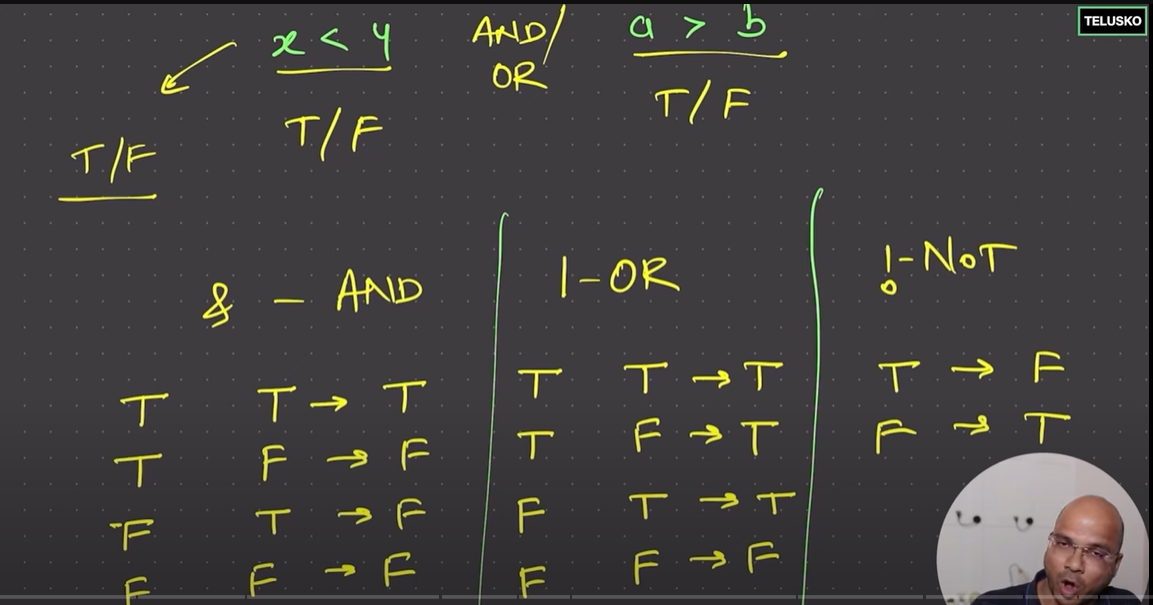 TELUSKO
x < y AND/OR a > b
T/F T/F
T/F
& - AND
T T → T
T F → F
F T → F
F F → F
| - OR
T T → T
T F → T
F T → T
F F → F
! - NOT
T → F
F → T